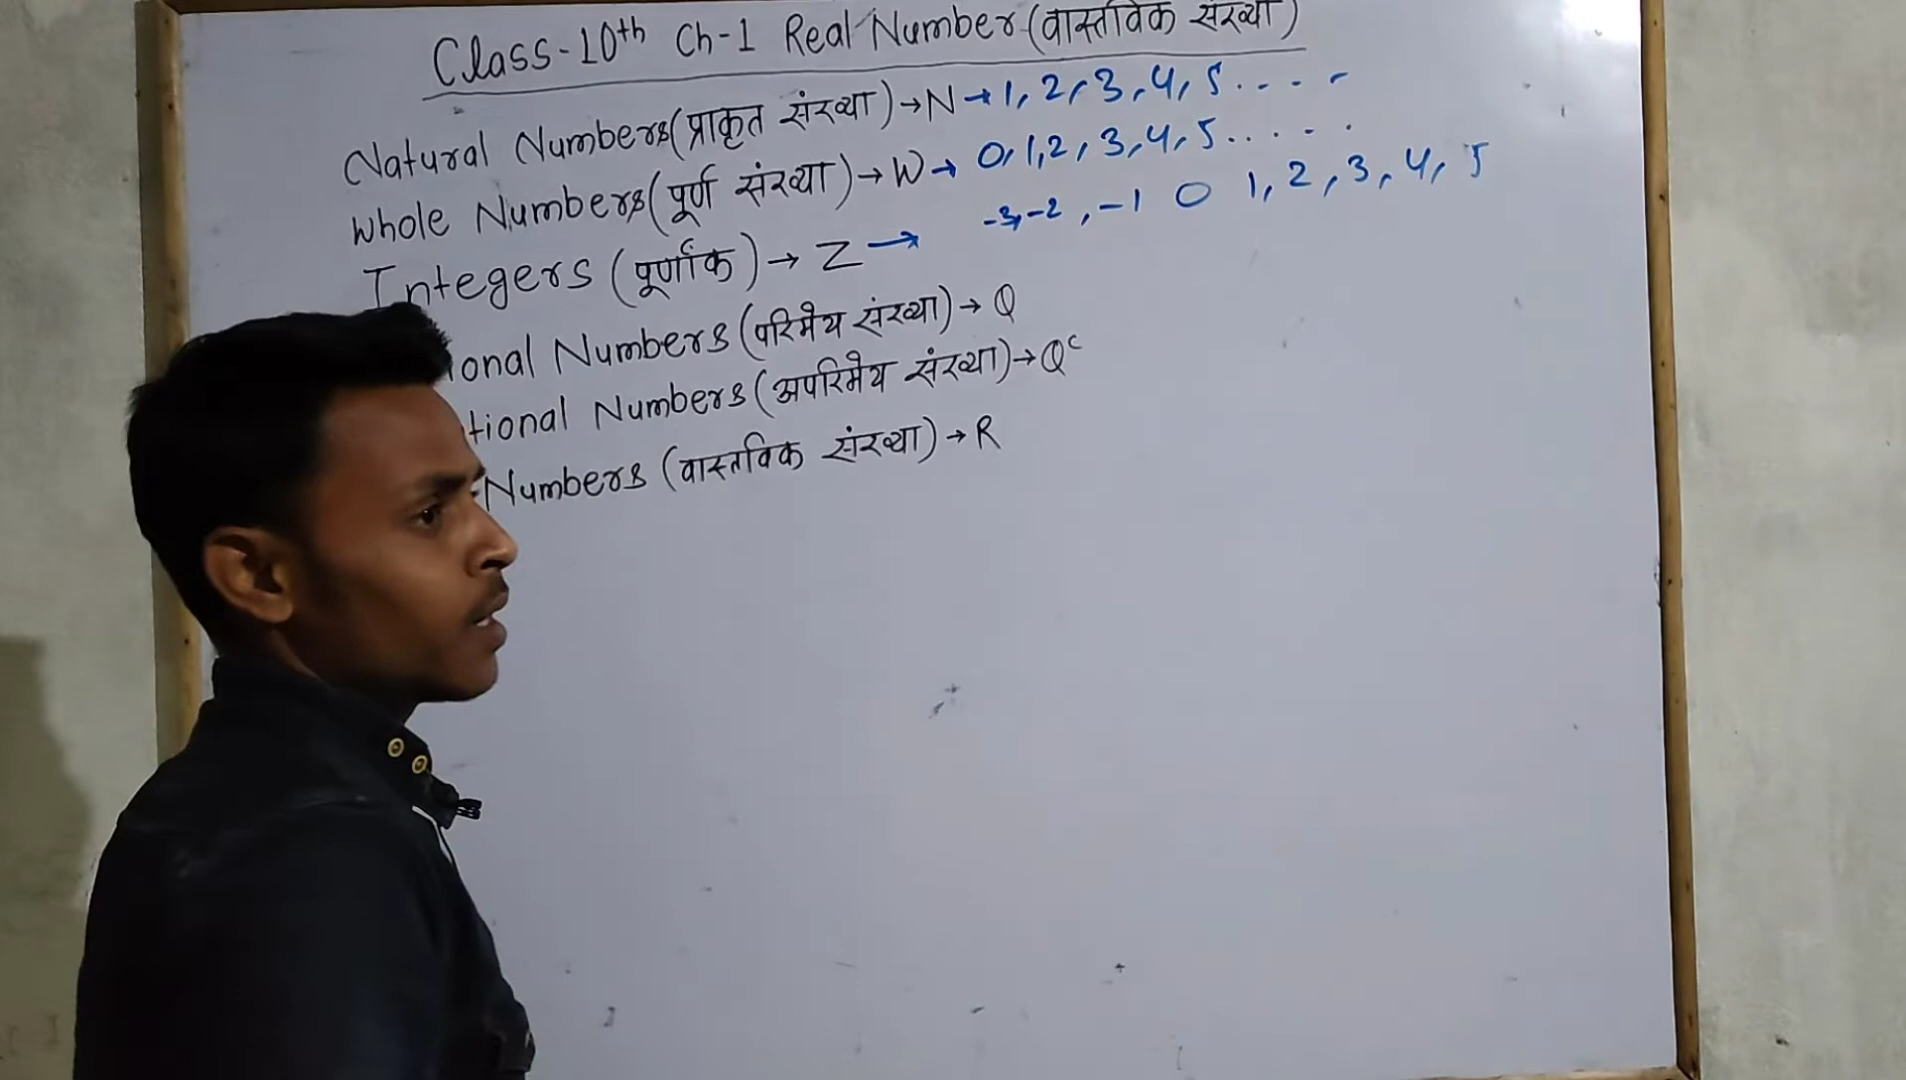 Class-10th Ch-1 Real Number (वास्तविक संख्या)
Natural Numbers (प्राकृत संख्या) → N → 1, 2, 3, 4, 5 . . . .
Whole Numbers (पूर्ण संख्या) → W → 0, 1, 2, 3, 4, 5 . . . . .
Integers (पूर्णांक) → Z → -3, -2, -1 0 1, 2, 3, 4, 5
onal Numbers (परिमेय संख्या) → Q
tional Numbers (अपरिमेय संख्या) → Qᶜ
Numbers (वास्तविक संख्या) → R